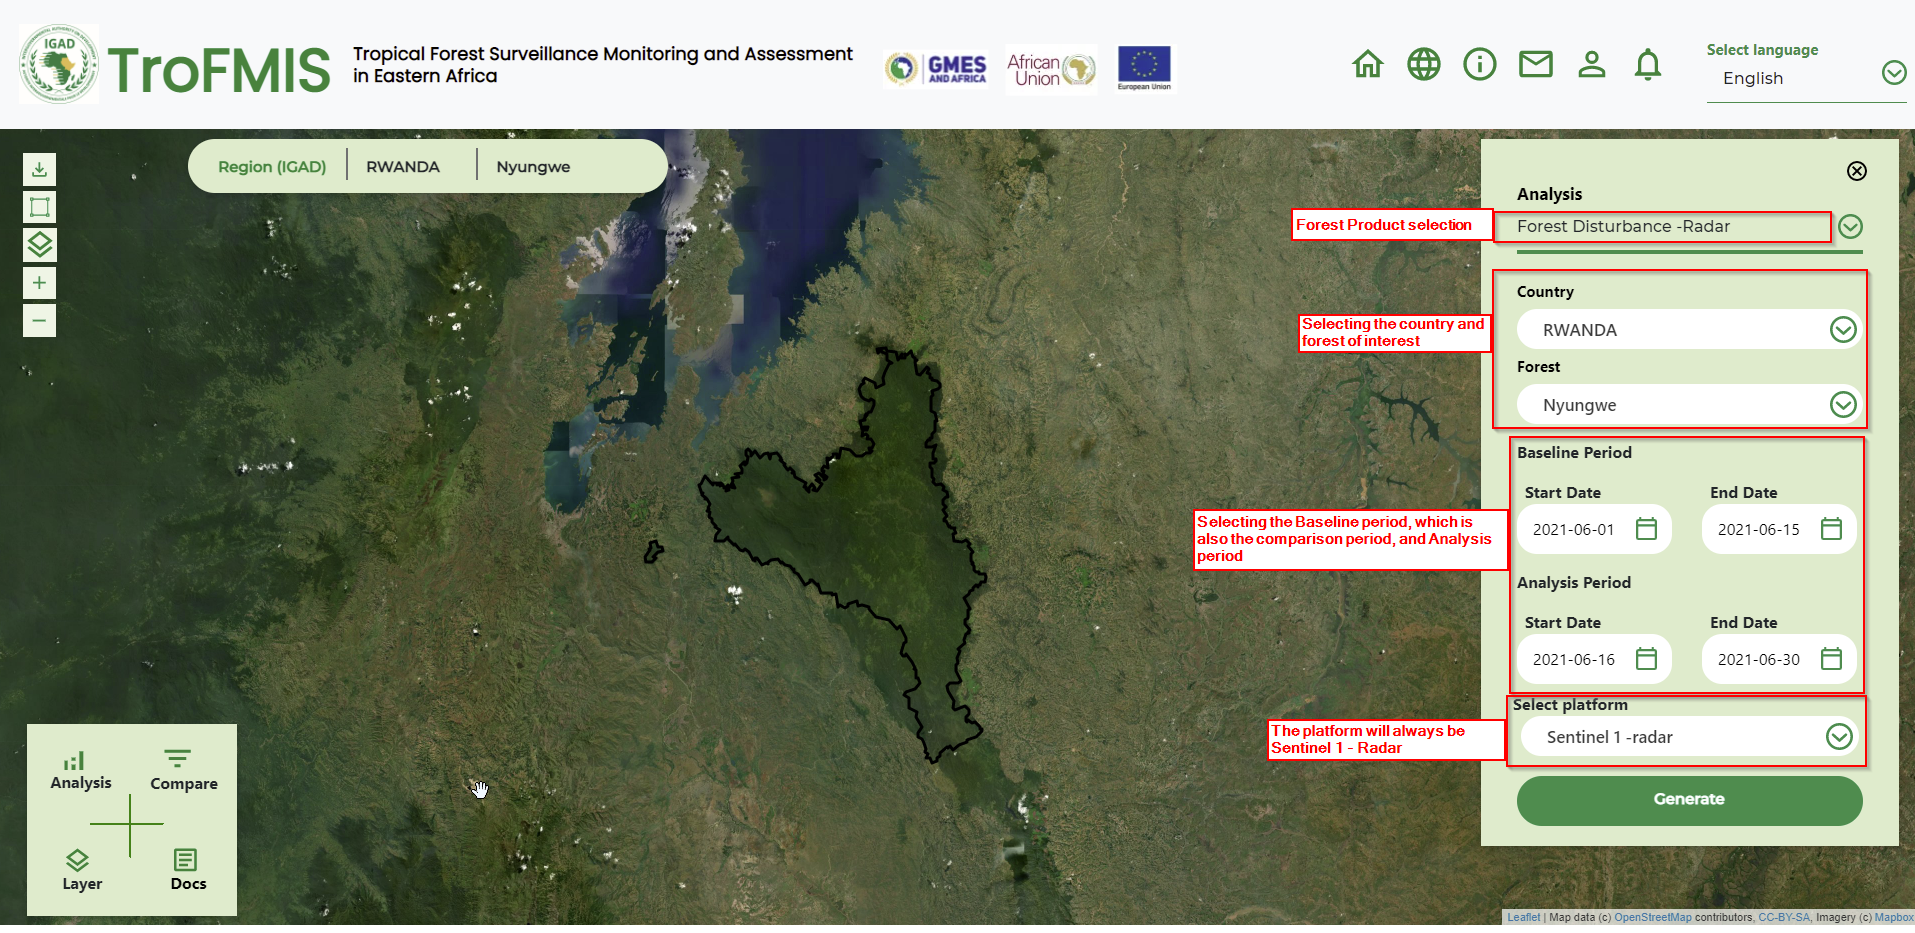 IGAD
TroFMIS
Tropical Forest Surveillance Monitoring and Assessment
in Eastern Africa
GMES
AND AFRICA
African
Union
European Union
Select language
English
Region (IGAD)
RWANDA
Nyungwe
Analysis
Forest Product selection
Forest Disturbance -Radar
Country
Selecting the country and
forest of interest
RWANDA
Forest
Nyungwe
Baseline Period
Start Date
End Date
Selecting the Baseline period, which is
also the comparison period, and Analysis
period
2021-06-01
2021-06-15
Analysis Period
Start Date
End Date
2021-06-16
2021-06-30
Select platform
The platform will always be
Sentinel 1 - Radar
Sentinel 1 -radar
Generate
Analysis
Compare
Layer
Docs
Leaflet | Map data (c) OpenStreetMap contributors, CC-BY-SA, Imagery (c) Mapbox